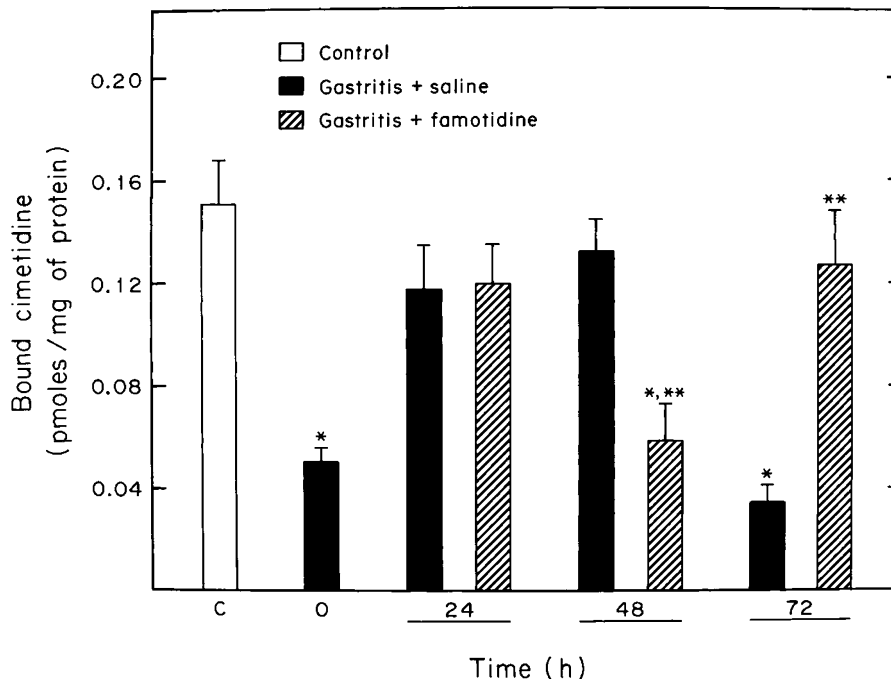 Control
Gastritis + saline
Gastritis + famotidine
Bound cimetidine
(pmoles/mg of protein)
0.20
0.16
0.12
0.08
0.04
*
*,**
*
**
C
0
24
48
72
Time (h)